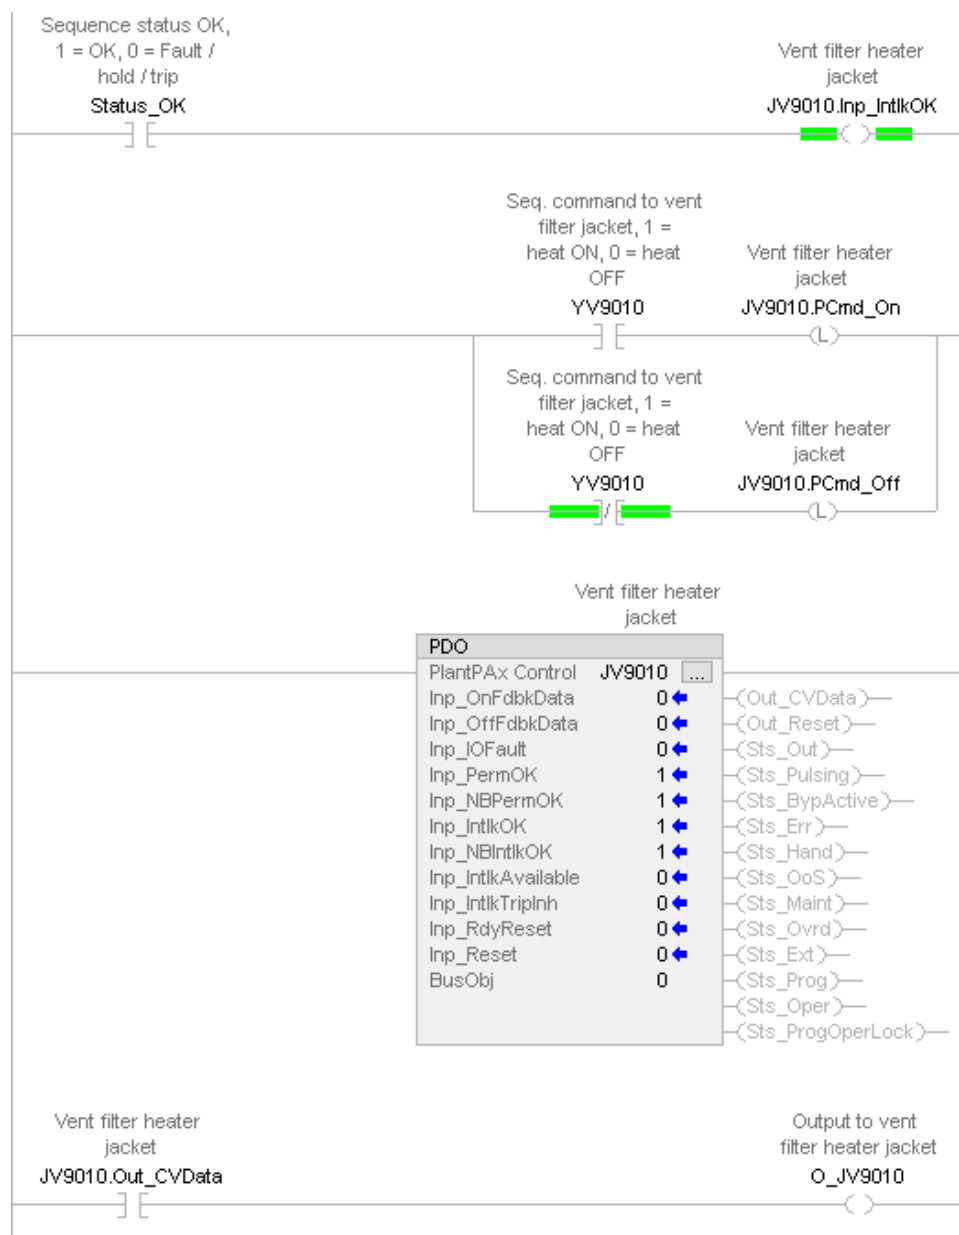 Sequence status OK,
1 = OK, 0 = Fault /
hold / trip
Status_OK
Vent filter heater
jacket
JV9010.Inp_IntlkOK
Seq. command to vent
filter jacket, 1 =
heat ON, 0 = heat
OFF
YV9010
Vent filter heater
jacket
JV9010.PCmd_On
L
Seq. command to vent
filter jacket, 1 =
heat ON, 0 = heat
OFF
YV9010
Vent filter heater
jacket
JV9010.PCmd_Off
L
Vent filter heater
jacket
PDO
PlantPAx Control JV9010 ...
Inp_OnFdbkData 0 Out_CVData
Inp_OffFdbkData 0 Out_Reset
Inp_IOFault 0 Sts_Out
Inp_PermOK 1 Sts_Pulsing
Inp_NBPermOK 1 Sts_BypActive
Inp_IntlkOK 1 Sts_Err
Inp_NBIntlkOK 1 Sts_Hand
Inp_IntlkAvailable 0 Sts_OoS
Inp_IntlkTripInh 0 Sts_Maint
Inp_RdyReset 0 Sts_Ovrd
Inp_Reset 0 Sts_Ext
BusObj 0 Sts_Prog
Sts_Oper
Sts_ProgOperLock
Vent filter heater
jacket
JV9010.Out_CVData
Output to vent
filter heater jacket
O_JV9010